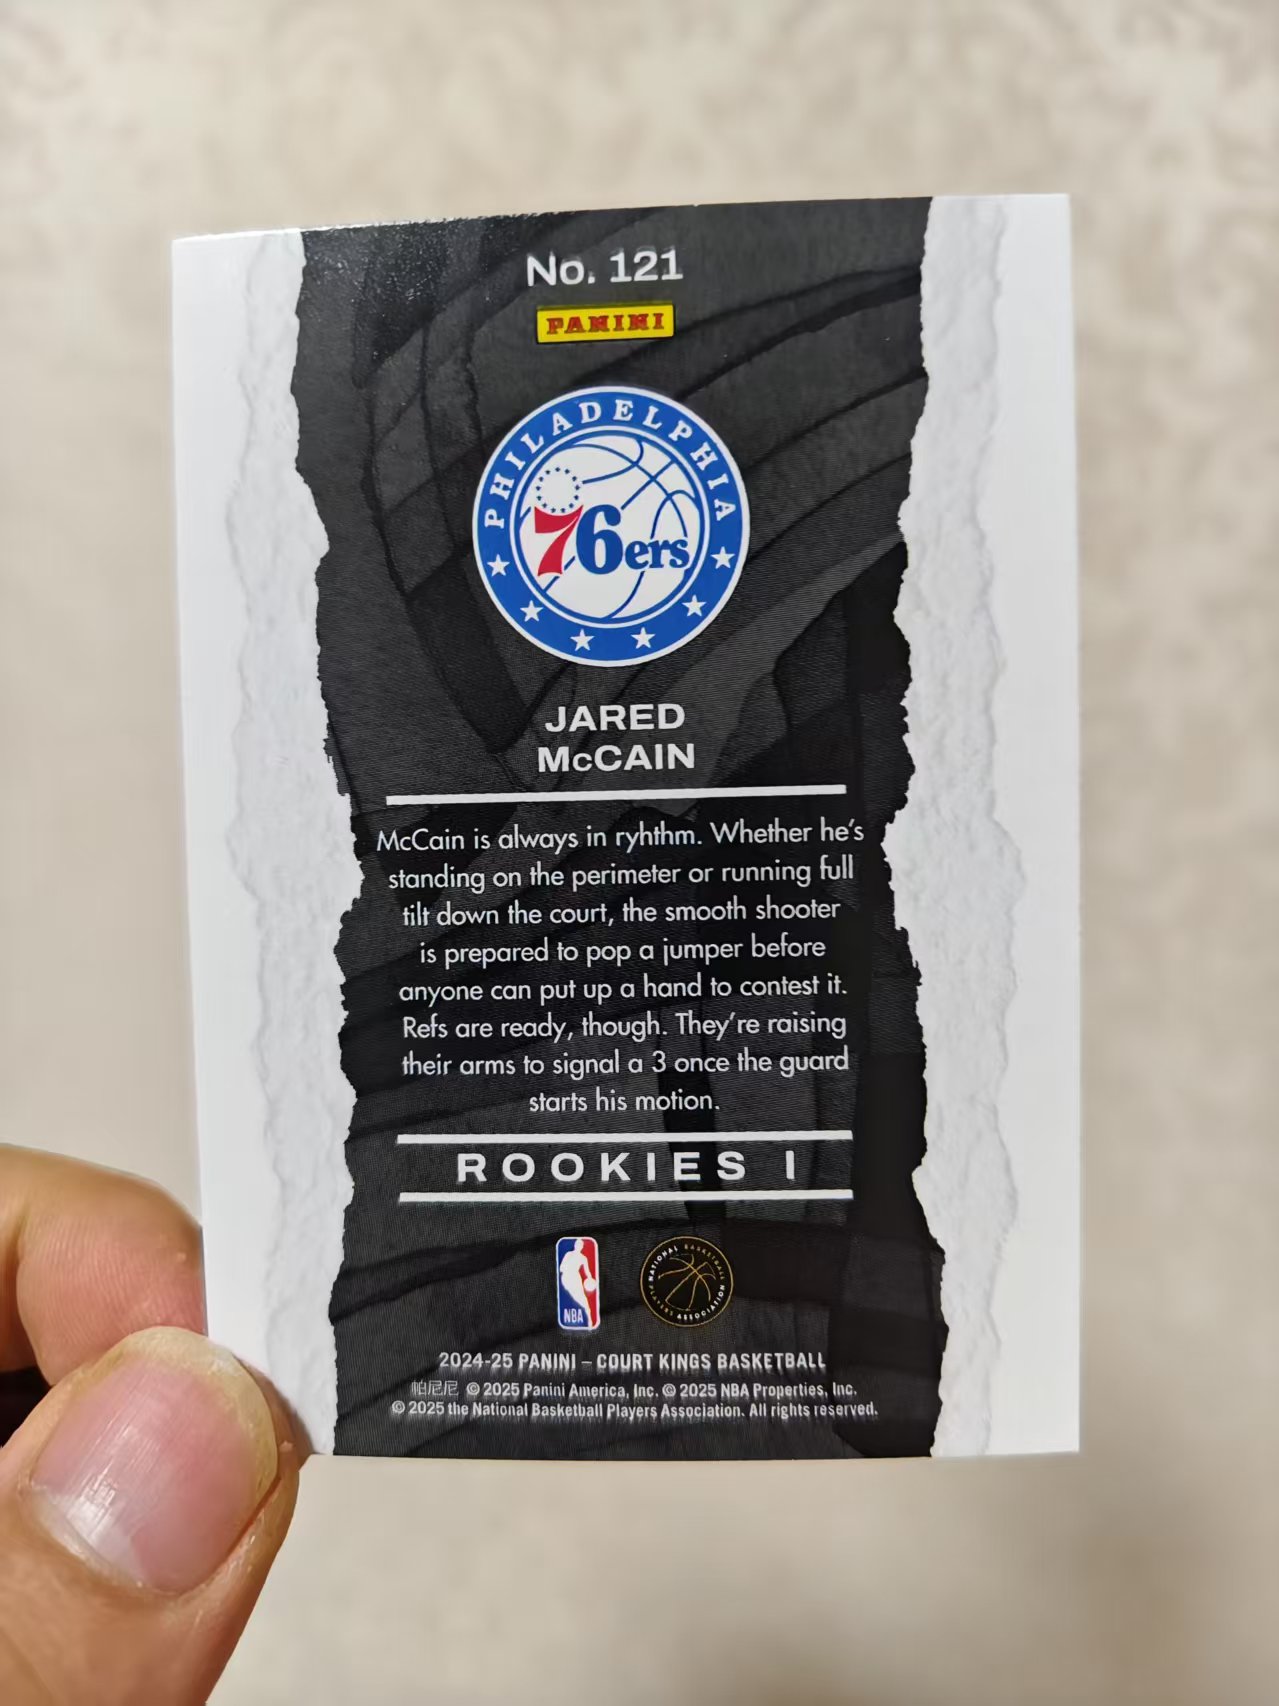 No. 121
PANINI
PHILADELPHIA
76ers
JARED
McCAIN
McCain is always in ryhthm. Whether he's
standing on the perimeter or running full
tilt down the court, the smooth shooter
is prepared to pop a jumper before
anyone can put up a hand to contest it.
Refs are ready, though. They're raising
their arms to signal a 3 once the guard
starts his motion.
ROOKIES I
NBA
NATIONAL BASKETBALL
PLAYERS ASSOCIATION
2024-25 PANINI – COURT KINGS BASKETBALL
帕尼尼 © 2025 Panini America, Inc. © 2025 NBA Properties, Inc.
© 2025 the National Basketball Players Association. All rights reserved.